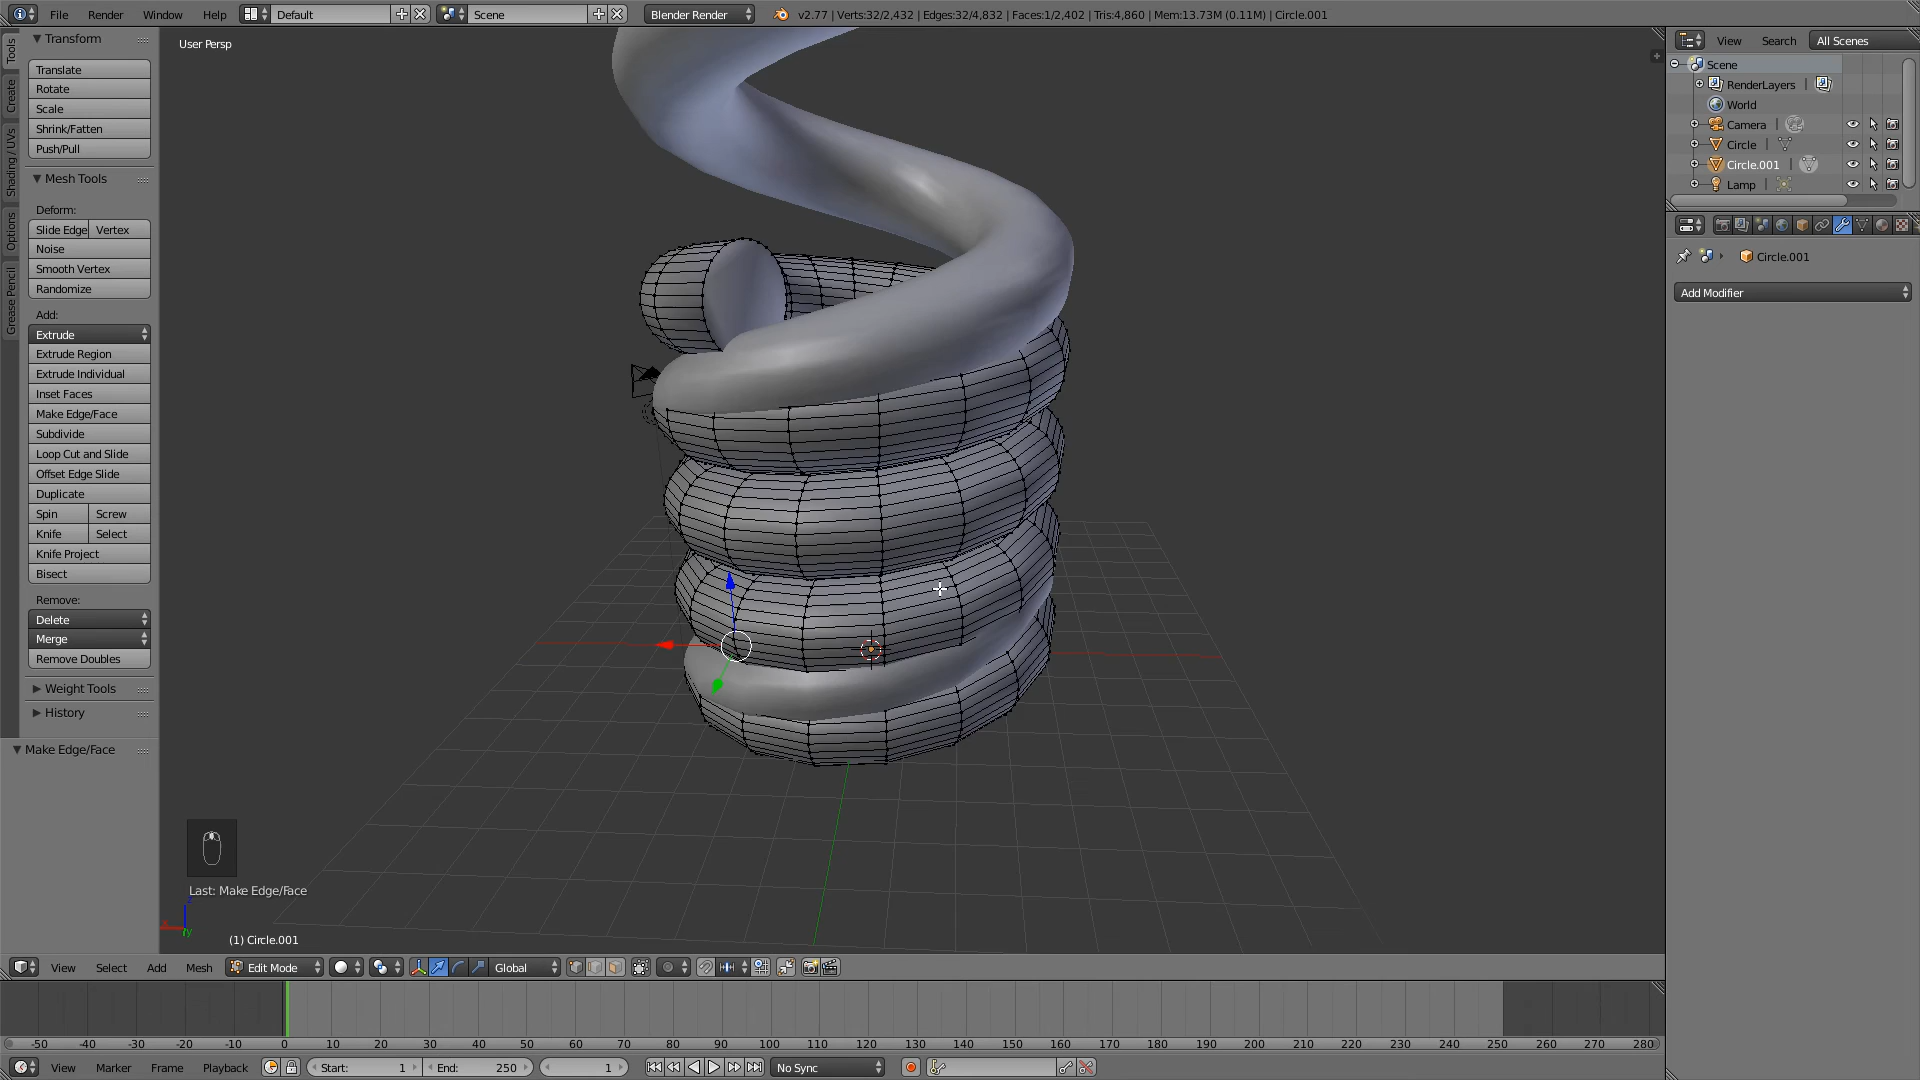 File Render Window Help Default Scene Blender Render v2.77 | Verts:32/2,432 | Edges:32/4,832 | Faces:1/2,402 | Tris:4,860 | Mem:13.73M (0.11M) | Circle.001
Tools
Create
Shading / UVs
Options
Grease Pencil
Transform
Translate
Rotate
Scale
Shrink/Fatten
Push/Pull
Mesh Tools
Deform:
Slide Edge Vertex
Noise
Smooth Vertex
Randomize
Add:
Extrude
Extrude Region
Extrude Individual
Inset Faces
Make Edge/Face
Subdivide
Loop Cut and Slide
Offset Edge Slide
Duplicate
Spin Screw
Knife Select
Knife Project
Bisect
Remove:
Delete
Merge
Remove Doubles
Weight Tools
History
Make Edge/Face
User Persp
Last: Make Edge/Face
(1) Circle.001
View Search All Scenes
Scene
RenderLayers
World
Camera
Circle
Circle.001
Lamp
Circle.001
Add Modifier
View Select Add Mesh Edit Mode Global
-50 -40 -30 -20 -10 0 10 20 30 40 50 60 70 80 90 100 110 120 130 140 150 160 170 180 190 200 210 220 230 240 250 260 270 280
View Marker Frame Playback Start: 1 End: 250 1 No Sync